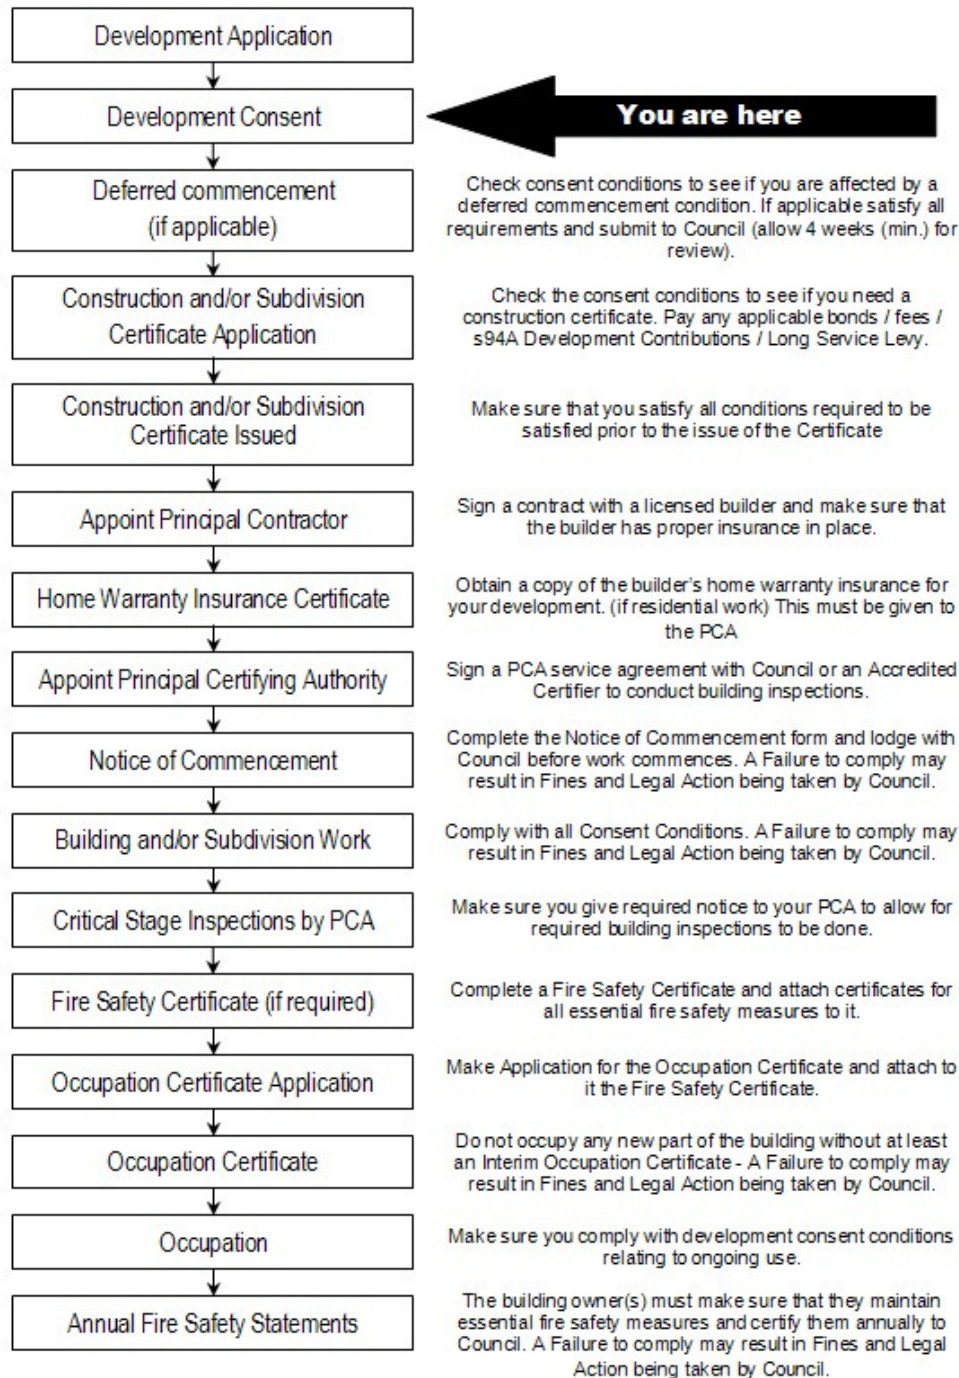 Development Application
Development Consent
You are here
Deferred commencement
(if applicable)
Check consent conditions to see if you are affected by a
deferred commencement condition. If applicable satisfy all
requirements and submit to Council (allow 4 weeks (min.) for
review).
Construction and/or Subdivision
Certificate Application
Check the consent conditions to see if you need a
construction certificate. Pay any applicable bonds / fees /
s94A Development Contributions / Long Service Levy.
Construction and/or Subdivision
Certificate Issued
Make sure that you satisfy all conditions required to be
satisfied prior to the issue of the Certificate
Appoint Principal Contractor
Sign a contract with a licensed builder and make sure that
the builder has proper insurance in place.
Home Warranty Insurance Certificate
Obtain a copy of the builder's home warranty insurance for
your development. (if residential work) This must be given to
the PCA
Appoint Principal Certifying Authority
Sign a PCA service agreement with Council or an Accredited
Certifier to conduct building inspections.
Notice of Commencement
Complete the Notice of Commencement form and lodge with
Council before work commences. A Failure to comply may
result in Fines and Legal Action being taken by Council.
Building and/or Subdivision Work
Comply with all Consent Conditions. A Failure to comply may
result in Fines and Legal Action being taken by Council.
Critical Stage Inspections by PCA
Make sure you give required notice to your PCA to allow for
required building inspections to be done.
Fire Safety Certificate (if required)
Complete a Fire Safety Certificate and attach certificates for
all essential fire safety measures to it.
Occupation Certificate Application
Make Application for the Occupation Certificate and attach to
it the Fire Safety Certificate.
Occupation Certificate
Do not occupy any new part of the building without at least
an Interim Occupation Certificate - A Failure to comply may
result in Fines and Legal Action being taken by Council.
Occupation
Make sure you comply with development consent conditions
relating to ongoing use.
Annual Fire Safety Statements
The building owner(s) must make sure that they maintain
essential fire safety measures and certify them annually to
Council. A Failure to comply may result in Fines and Legal
Action being taken by Council.